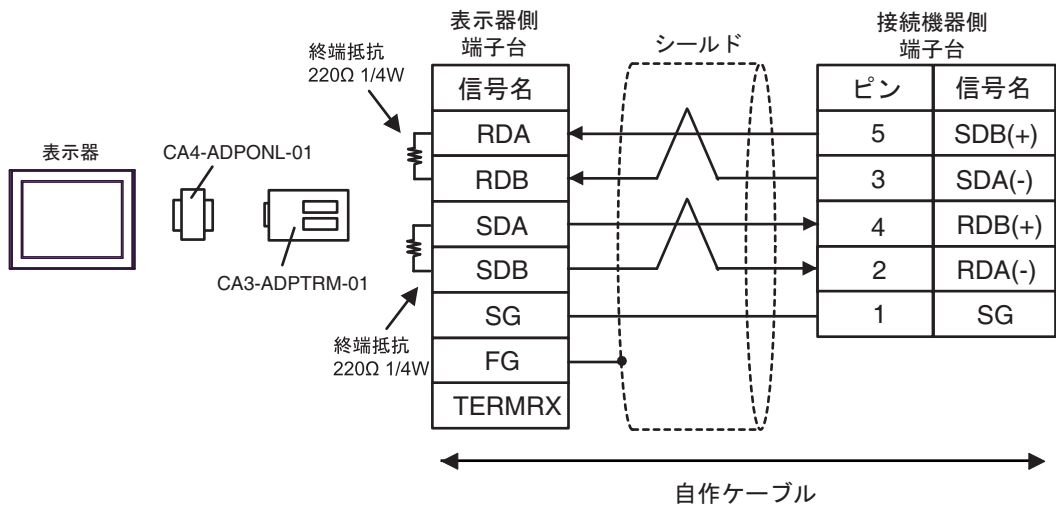 表示器
CA4-ADPONL-01
CA3-ADPTRM-01
終端抵抗
220Ω 1/4W
終端抵抗
220Ω 1/4W
表示器側
端子台
信号名
RDA
RDB
SDA
SDB
SG
FG
TERMRX
シールド
接続機器側
端子台
ピン 信号名
5 SDB(+)
3 SDA(-)
4 RDB(+)
2 RDA(-)
1 SG
自作ケーブル